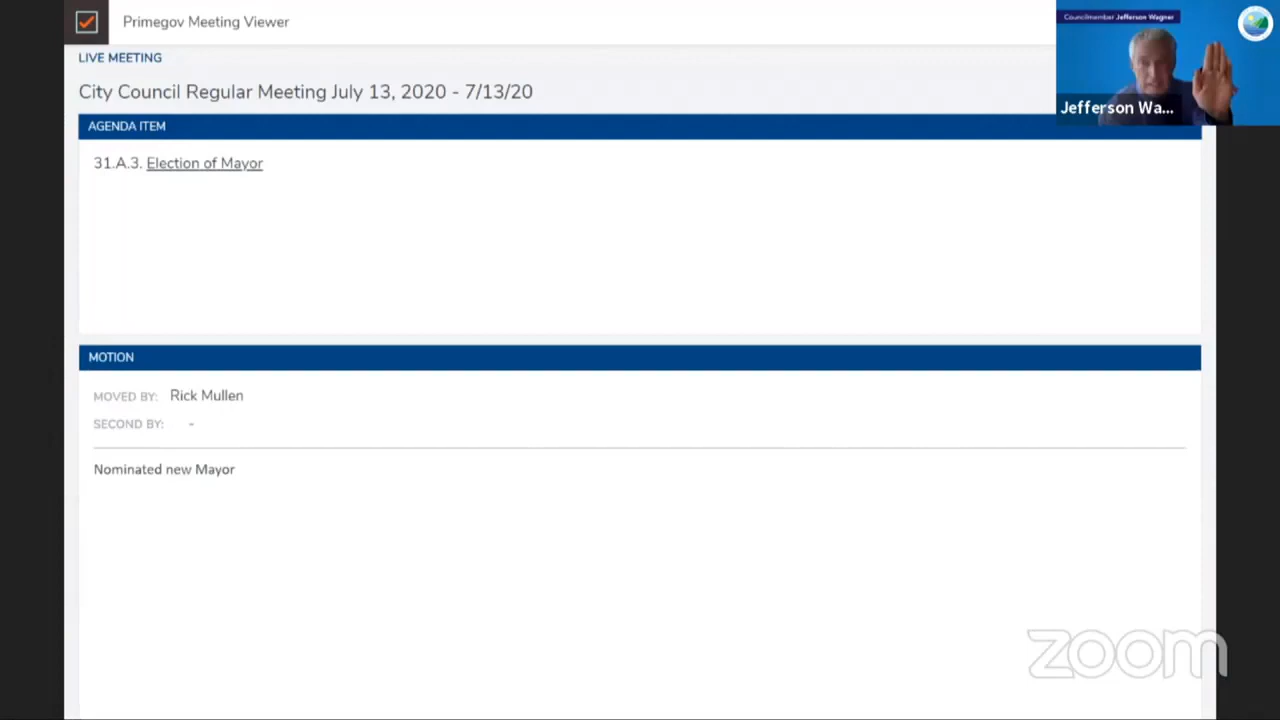 Primegov Meeting Viewer
Councilmember Jefferson Wagner
LIVE MEETING
City Council Regular Meeting July 13, 2020 - 7/13/20
Jefferson Wa...
AGENDA ITEM
31.A.3. Election of Mayor
MOTION
MOVED BY: Rick Mullen
SECOND BY: -
Nominated new Mayor
zoom